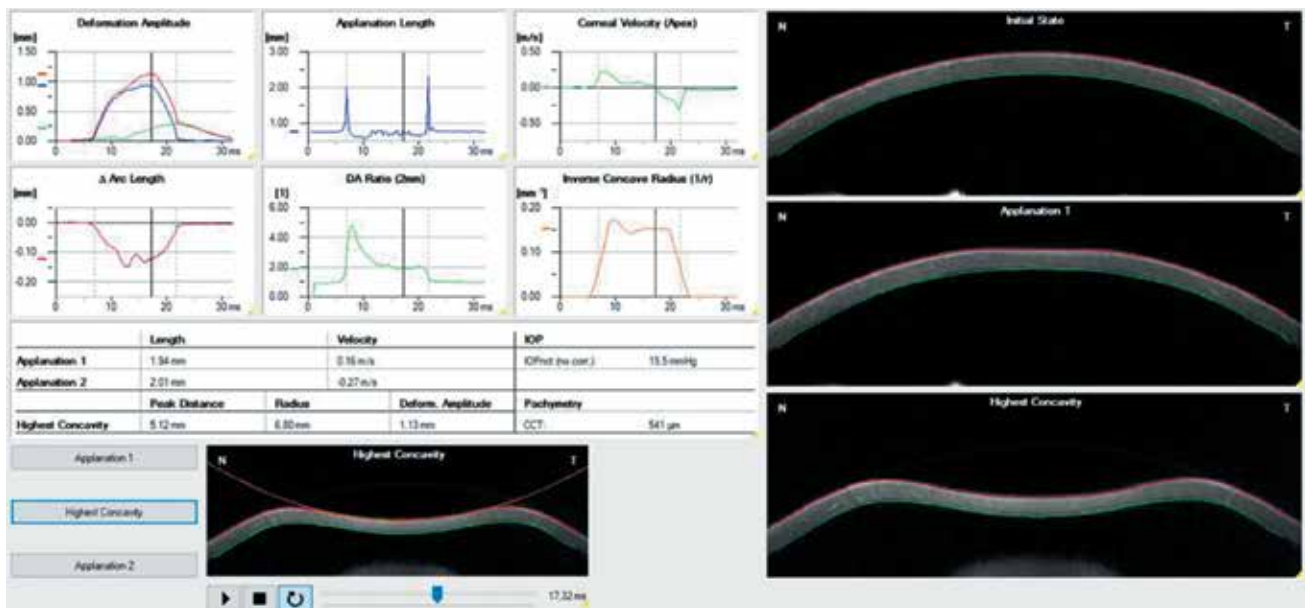 Deformation Amplitude
[mm]
1.50
1.00
0.50
0.00
0 10 20 30 ms
Applanation Length
[mm]
3.00
2.00
1.00
0 10 20 30 ms
Corneal Velocity (Apex)
[m/s]
0.50
0.00
-0.50
0 10 20 30 ms
Δ Arc Length
[mm]
0.00
-0.10
-0.20
0 10 20 30 ms
DA Ratio (2mm)
[1]
6.00
4.00
2.00
0.00
0 10 20 30 ms
Inverse Concave Radius (1/r)
[mm⁻¹]
0.20
0.10
0.00
0 10 20 30 ms
Length Velocity IOP
Applanation 1 1.94 mm 0.16 m/s IOPnct (no corr.) 15.5 mmHg
Applanation 2 2.01 mm -0.27 m/s
Peak Distance Radius Deform. Amplitude Pachymetry
Highest Concavity 5.12 mm 6.80 mm 1.13 mm CCT: 541 µm
Applanation 1
Highest Concavity
Applanation 2
N Highest Concavity T
17,32 ms
N Initial State T
N Applanation 1 T
N Highest Concavity T